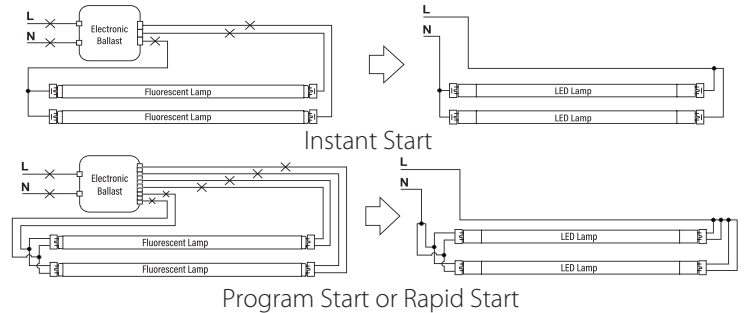 L
N
Electronic
Ballast
Fluorescent Lamp
Fluorescent Lamp
L
N
LED Lamp
LED Lamp
Instant Start
L
N
Electronic
Ballast
Fluorescent Lamp
Fluorescent Lamp
L
N
LED Lamp
LED Lamp
Program Start or Rapid Start